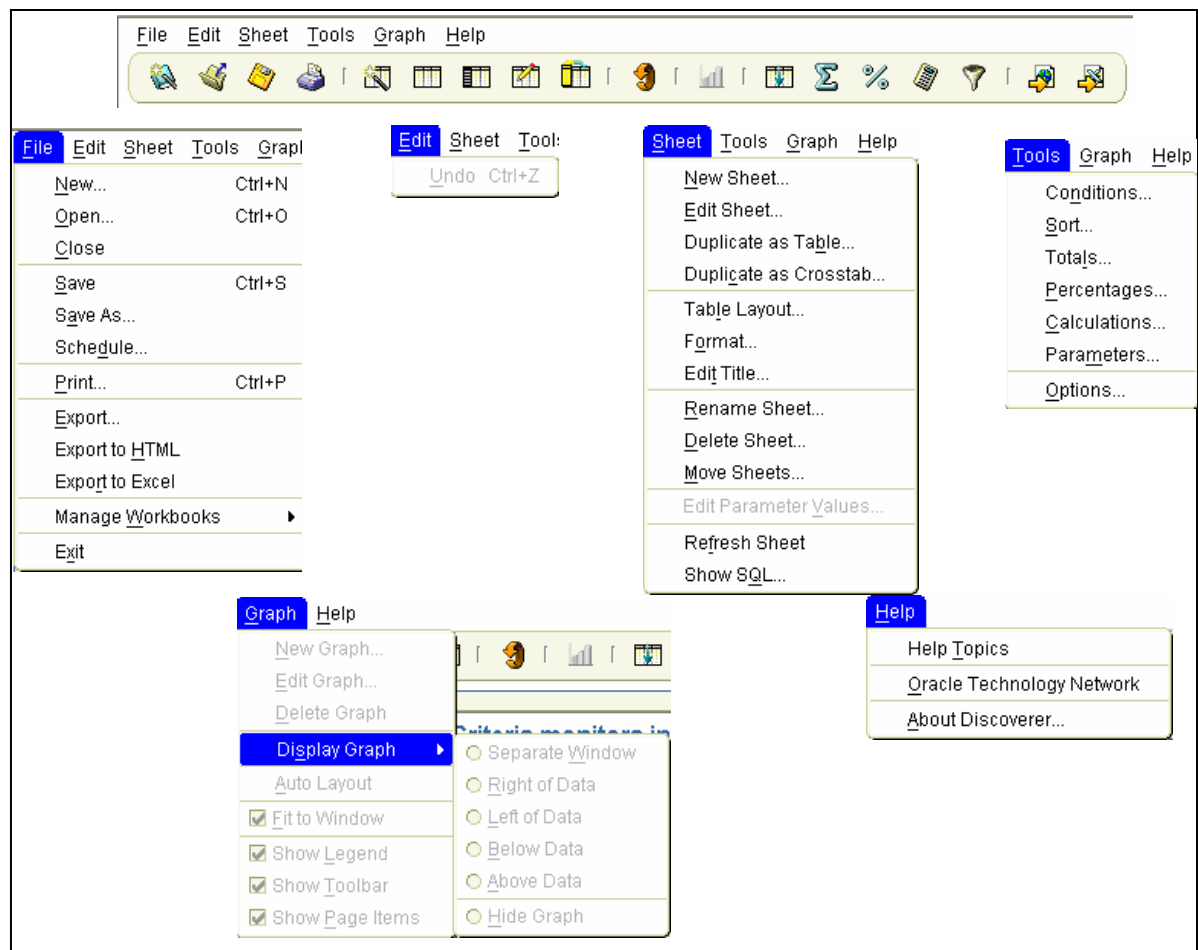 File Edit Sheet Tools Graph Help
File Edit Sheet Tools Grap
New... Ctrl+N
Open... Ctrl+O
Close
Save Ctrl+S
Save As...
Schedule...
Print... Ctrl+P
Export...
Export to HTML
Export to Excel
Manage Workbooks
Exit
Edit Sheet Tools
Undo Ctrl+Z
Sheet Tools Graph Help
New Sheet...
Edit Sheet...
Duplicate as Table...
Duplicate as Crosstab...
Table Layout...
Format...
Edit Title...
Rename Sheet...
Delete Sheet...
Move Sheets...
Edit Parameter Values...
Refresh Sheet
Show SQL...
Tools Graph Help
Conditions...
Sort...
Totals...
Percentages...
Calculations...
Parameters...
Options...
Graph Help
New Graph...
Edit Graph...
Delete Graph
Criteria monitors in
Display Graph
Auto Layout
Fit to Window
Show Legend
Show Toolbar
Show Page Items
Separate Window
Right of Data
Left of Data
Below Data
Above Data
Hide Graph
Help
Help Topics
Oracle Technology Network
About Discoverer...